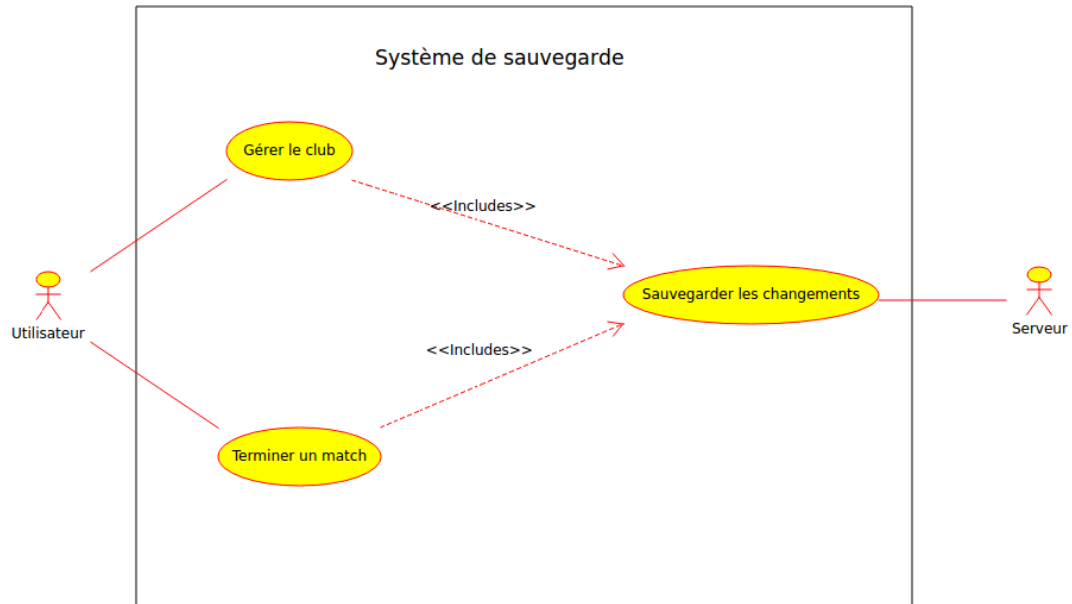 Système de sauvegarde
Gérer le club
<<Includes>>
Sauvegarder les changements
Utilisateur
Serveur
<<Includes>>
Terminer un match